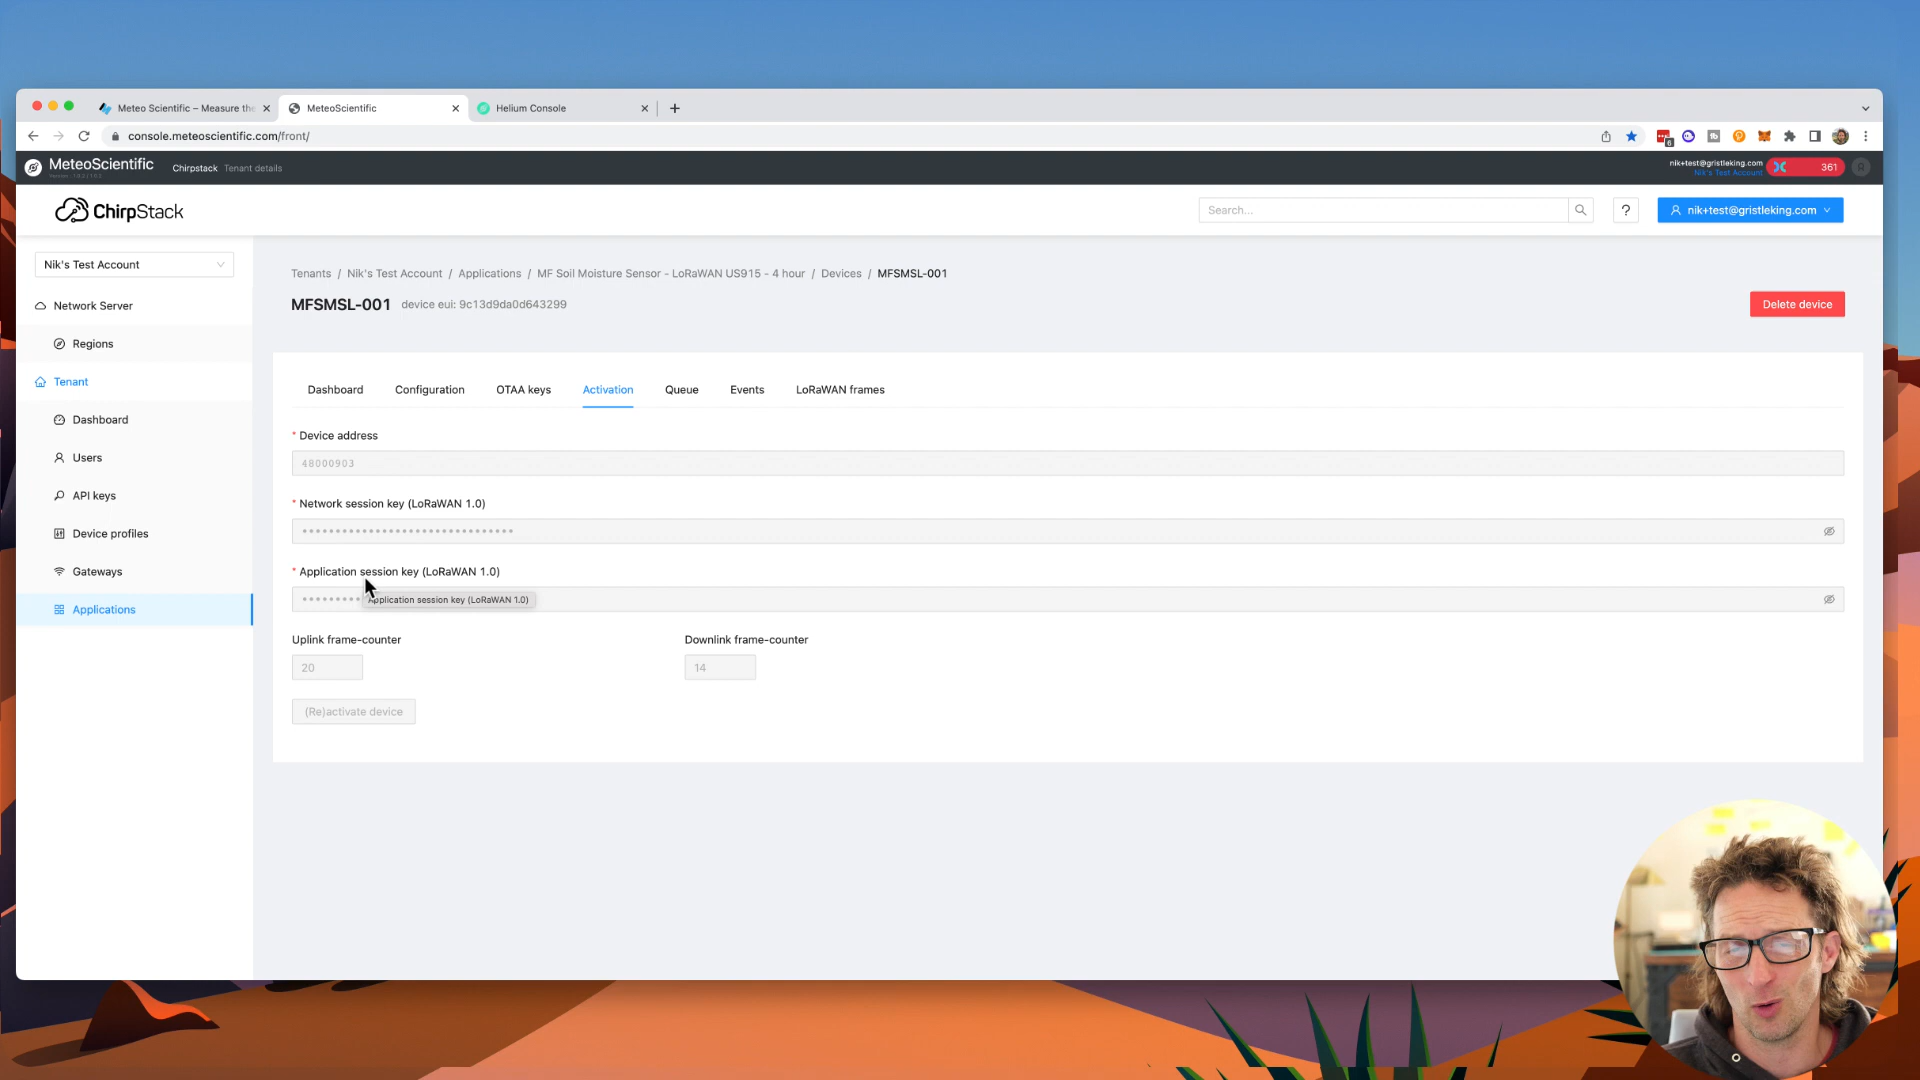 Meteo Scientific – Measure the
MeteoScientific
Helium Console
console.meteoscientific.com/front/
6
MeteoScientific
Chirpstack Tenant details
nik+test@gristleking.com
Nik's Test Account
361
ChirpStack
Search...
?
nik+test@gristleking.com
Nik's Test Account
Network Server
Regions
Tenant
Dashboard
Users
API keys
Device profiles
Gateways
Applications
Tenants / Nik's Test Account / Applications / MF Soil Moisture Sensor - LoRaWAN US915 - 4 hour / Devices / MFSMSL-001
MFSMSL-001 device eui: 9c13d9da0d643299
Delete device
Dashboard Configuration OTAA keys Activation Queue Events LoRaWAN frames
* Device address
48000903
* Network session key (LoRaWAN 1.0)
* Application session key (LoRaWAN 1.0)
Application session key (LoRaWAN 1.0)
Uplink frame-counter
Downlink frame-counter
20
14
(Re)activate device